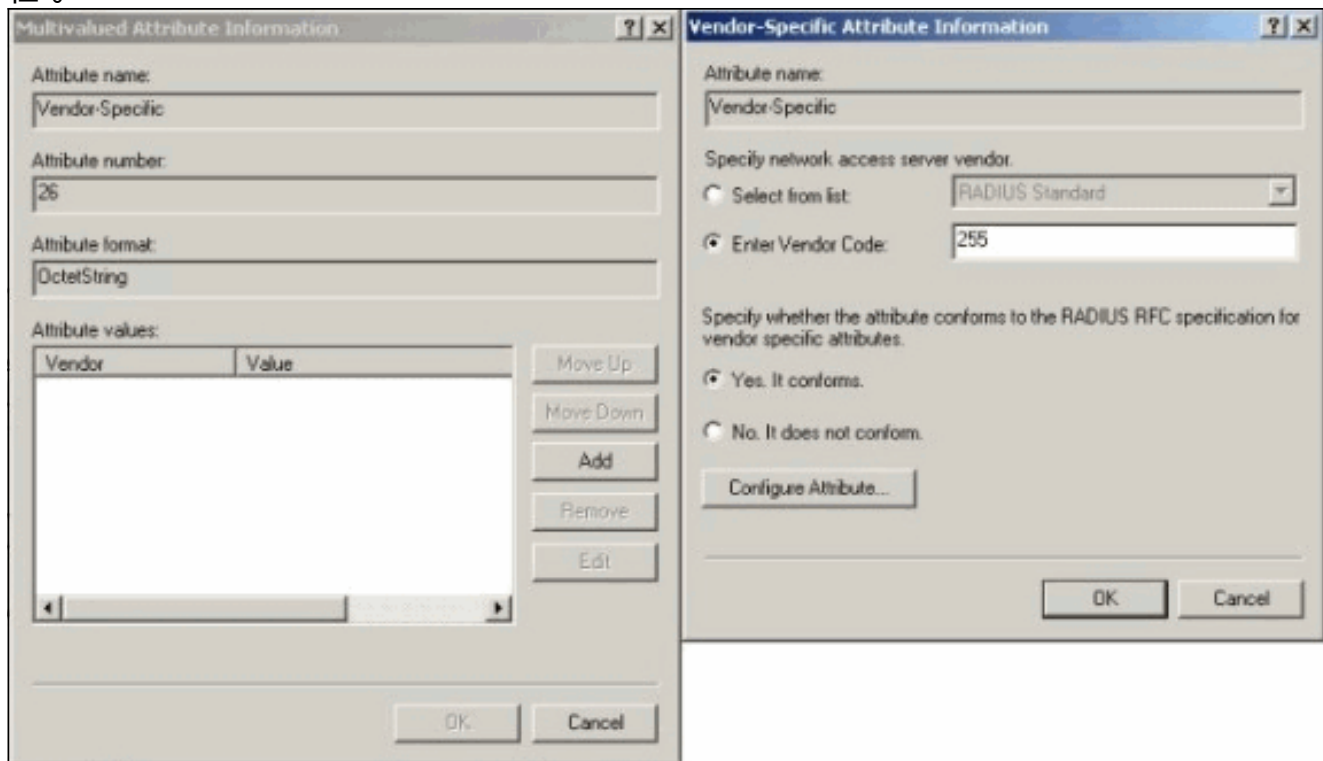 Multivalued Attribute Information
Attribute name:
Vendor-Specific
Attribute number:
26
Attribute format:
OctetString
Attribute values:
Vendor Value
Move Up
Move Down
Add
Remove
Edit
OK Cancel
Vendor-Specific Attribute Information
Attribute name:
Vendor-Specific
Specify network access server vendor.
Select from list: RADIUS Standard
Enter Vendor Code: 255
Specify whether the attribute conforms to the RADIUS RFC specification for
vendor specific attributes.
Yes. It conforms.
No. It does not conform.
Configure Attribute...
OK Cancel